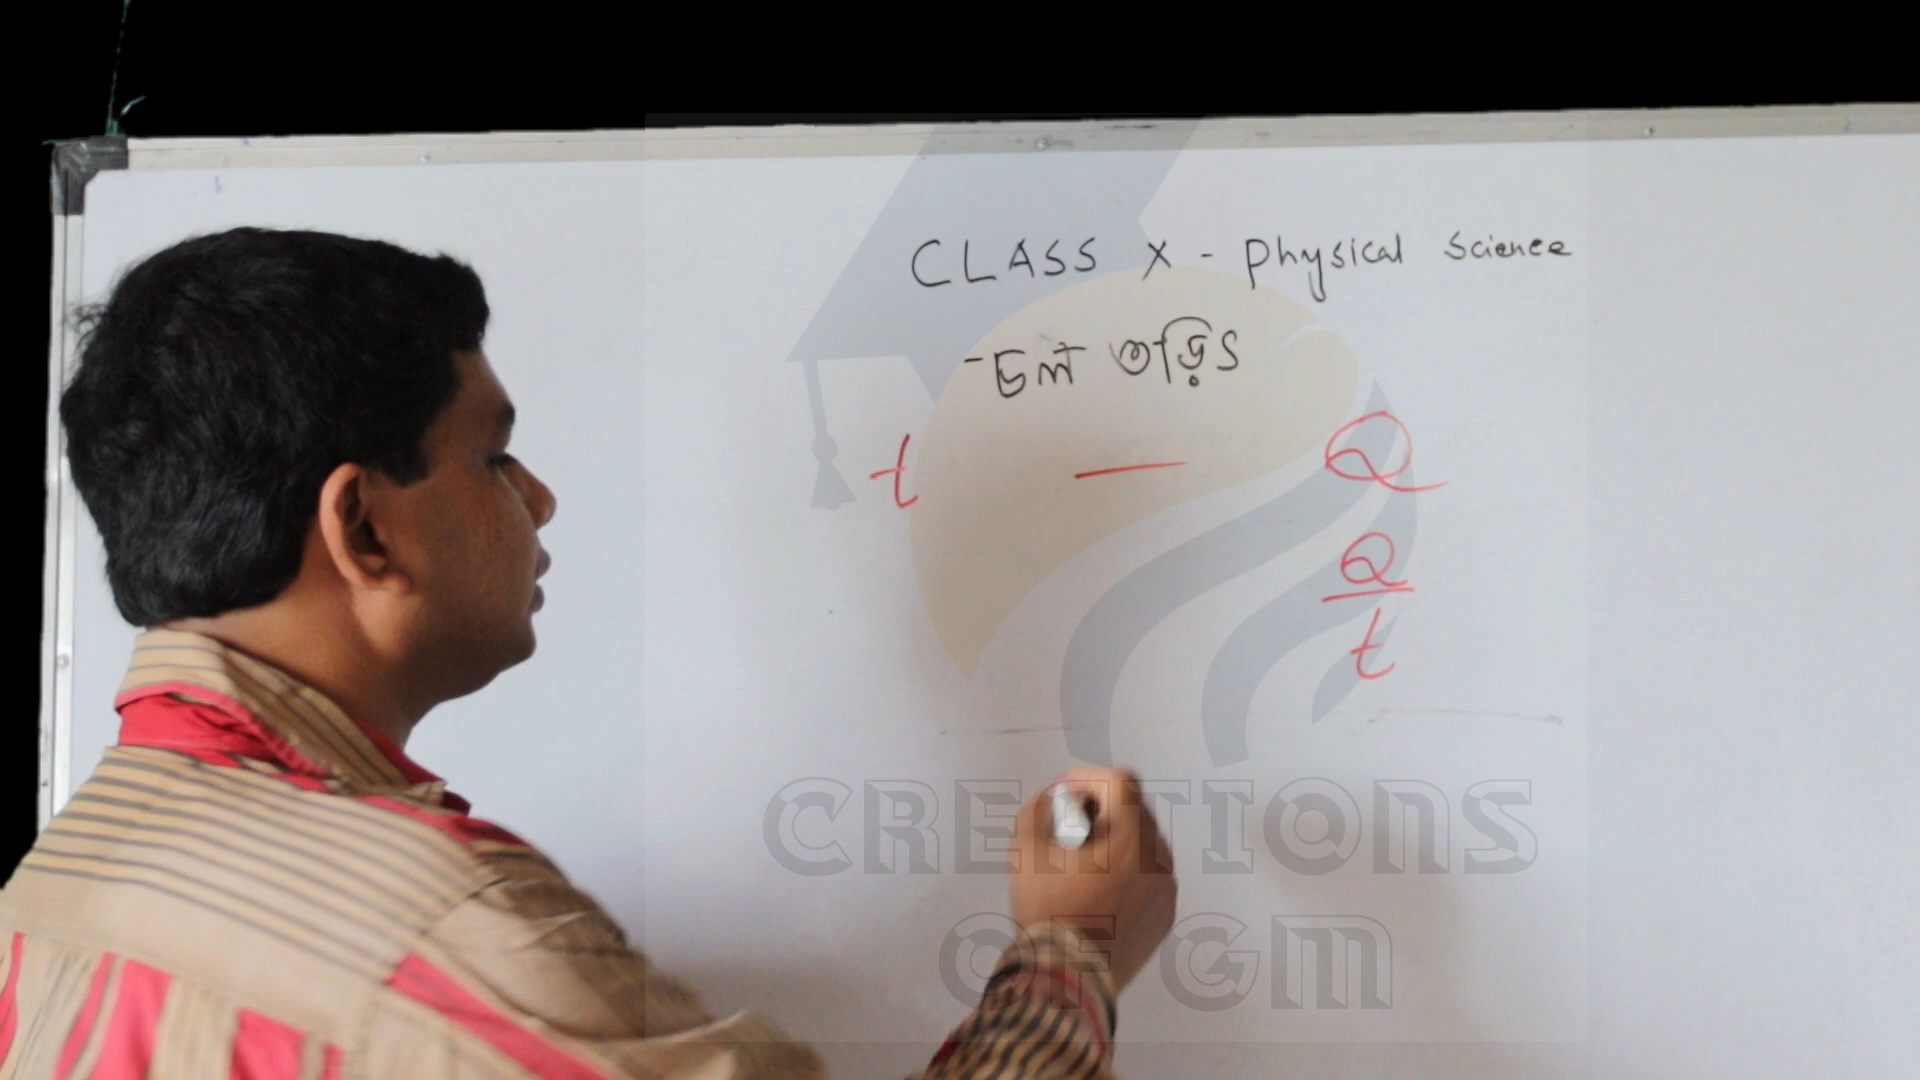 CLASS X - Physical Science
চল তড়িৎ
t — Q
Q
t
CREATIONS
OF GM